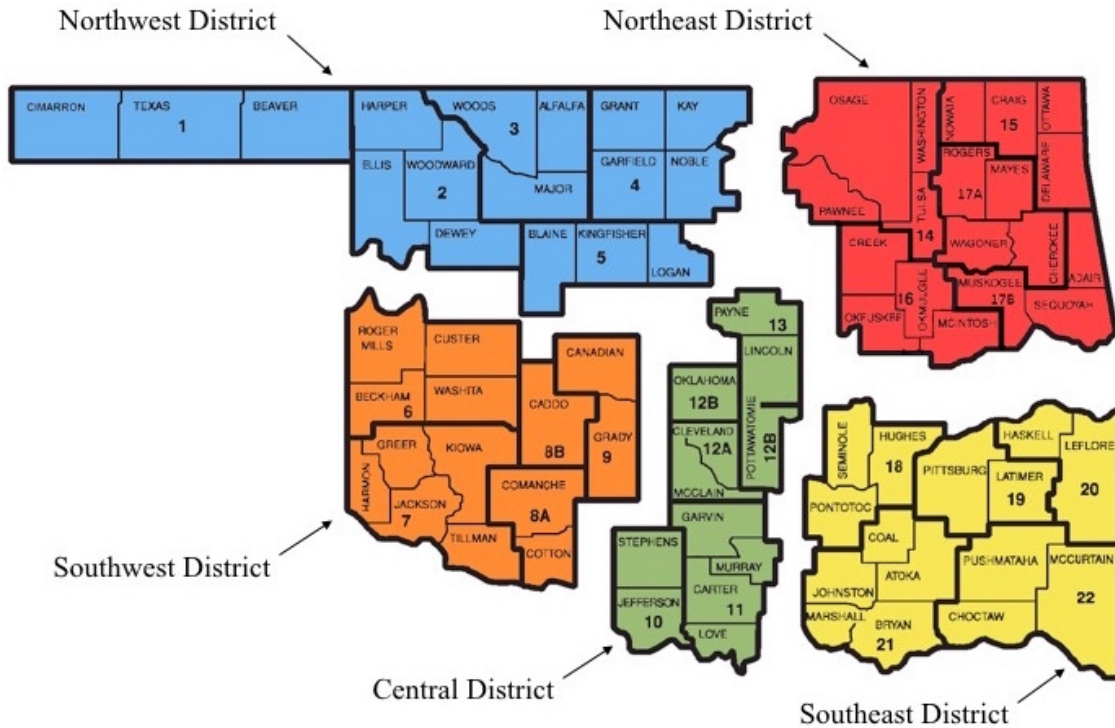 Northwest District
Northeast District
CIMARRON
TEXAS
1
BEAVER
HARPER
WOODS
3
ALFALFA
GRANT
KAY
ELLIS
WOODWARD
2
MAJOR
GARFIELD
4
NOBLE
DEWEY
BLAINE
KINGFISHER
5
LOGAN
OSAGE
WASHINGTON
NOWATA
CRAIG
15
OTTAWA
ROGERS
17A
MAYES
DELAWARE
PAWNEE
TULSA
14
CREEK
WAGONER
CHEROKEE
ADAIR
16
OKMULGEE
MUSKOGEE
17B
SEQUOYAH
OKFUSKEE
MCINTOSH
ROGER
MILLS
CUSTER
CANADIAN
BECKHAM
6
WASHITA
CADDO
8B
GRADY
9
GREER
KIOWA
HARMON
JACKSON
7
COMANCHE
8A
TILLMAN
COTTON
Southwest District
PAYNE
13
LINCOLN
OKLAHOMA
12B
CLEVELAND
12A
POTTAWATOMIE
12B
MCCLAIN
GARVIN
STEPHENS
MURRAY
JEFFERSON
10
CARTER
11
LOVE
Central District
SEMINOLE
HUGHES
18
PITTSBURG
HASKELL
LEFLORE
20
LATIMER
19
PONTOTOC
COAL
ATOKA
PUSHMATAHA
MCCURTAIN
22
JOHNSTON
MARSHALL
BRYAN
21
CHOCTAW
Southeast District